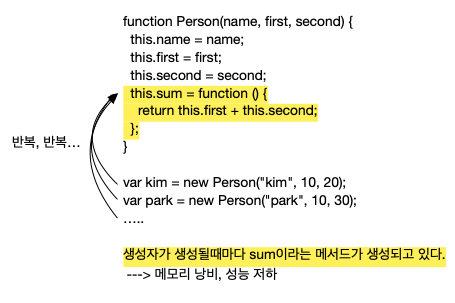 function Person(name, first, second) {
this.name = name;
this.first = first;
this.second = second;
this.sum = function () {
return this.first + this.second;
};
}
반복, 반복...
var kim = new Person("kim", 10, 20);
var park = new Person("park", 10, 30);
.....
생성자가 생성될때마다 sum이라는 메서드가 생성되고 있다.
---> 메모리 낭비, 성능 저하